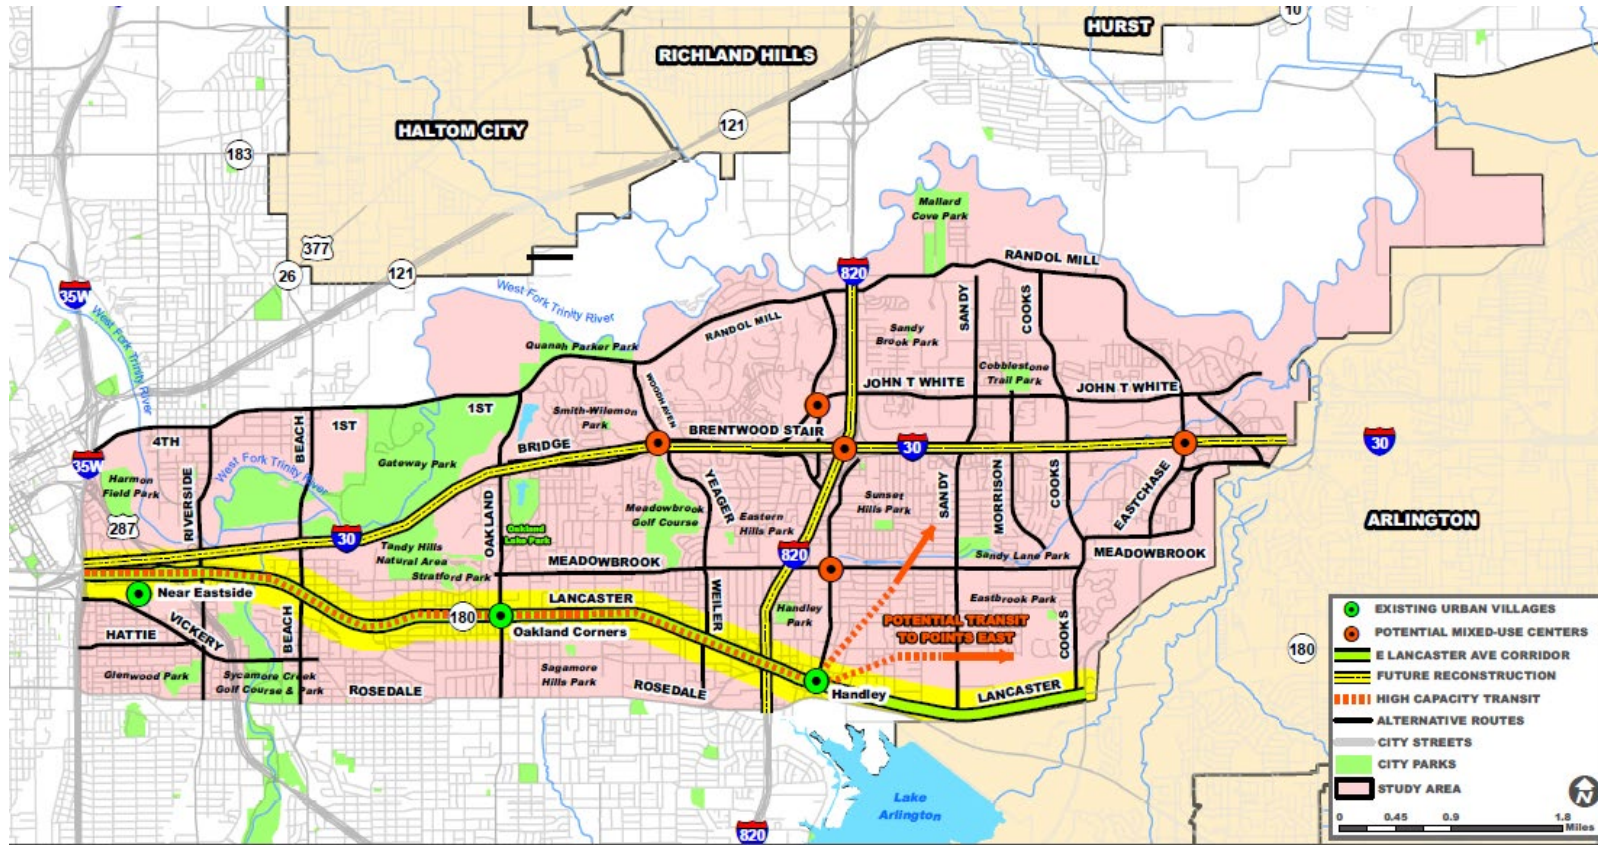 10
HURST
RICHLAND HILLS
HALTOM CITY
121
183
Mallard
Cove Park
377
26
121
RANDOL MILL
820
35W
West Fork Trinity River
West Fork Trinity River
SANDY
COOKS
RANDOL MILL
Sandy
Brook Park
Quanah Parker Park
Cobblestone
Trail Park
WOODHAVEN
JOHN T WHITE
JOHN T WHITE
1ST
Smith-Wilemon
Park
1ST
BEACH
4TH
BRENTWOOD STAIR
BRIDGE
30
30
35W
Gateway Park
West Fork Trinity River
Harmon
Field Park
RIVERSIDE
YEAGER
SANDY
MORRISON
COOKS
EASTCHASE
Sunset
Hills Park
Meadowbrook
Golf Course
Eastern
Hills Park
287
OAKLAND
Oakland
Lake Park
ARLINGTON
30
Tandy Hills
Natural Area
Stratford Park
820
Sandy Lane Park
MEADOWBROOK
MEADOWBROOK
Near Eastside
LANCASTER
WEILER
Eastbrook Park
Handley
Park
BEACH
180
POTENTIAL TRANSIT
TO POINTS EAST
COOKS
VICKERY
HATTIE
Oakland Corners
180
Glenwood Park
Sycamore Creek
Golf Course & Park
Sagamore
Hills Park
ROSEDALE
ROSEDALE
Handley
LANCASTER
Lake
Arlington
820
EXISTING URBAN VILLAGES
POTENTIAL MIXED-USE CENTERS
E LANCASTER AVE CORRIDOR
FUTURE RECONSTRUCTION
HIGH CAPACITY TRANSIT
ALTERNATIVE ROUTES
CITY STREETS
CITY PARKS
STUDY AREA
N
0 0.45 0.9 1.8
Miles